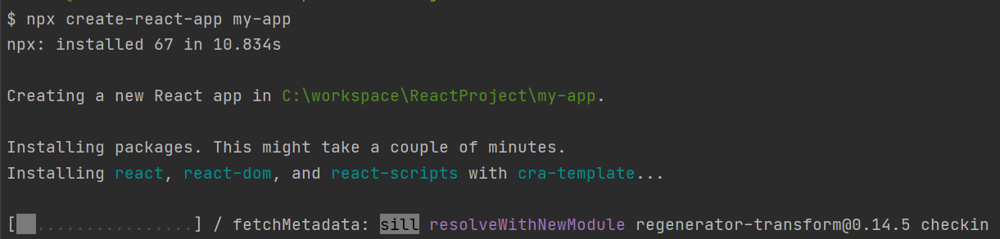 $ npx create-react-app my-app
npx: installed 67 in 10.834s
Creating a new React app in C:\workspace\ReactProject\my-app.
Installing packages. This might take a couple of minutes.
Installing react, react-dom, and react-scripts with cra-template...
[  ................] / fetchMetadata: sill resolveWithNewModule regenerator-transform@0.14.5 checkin